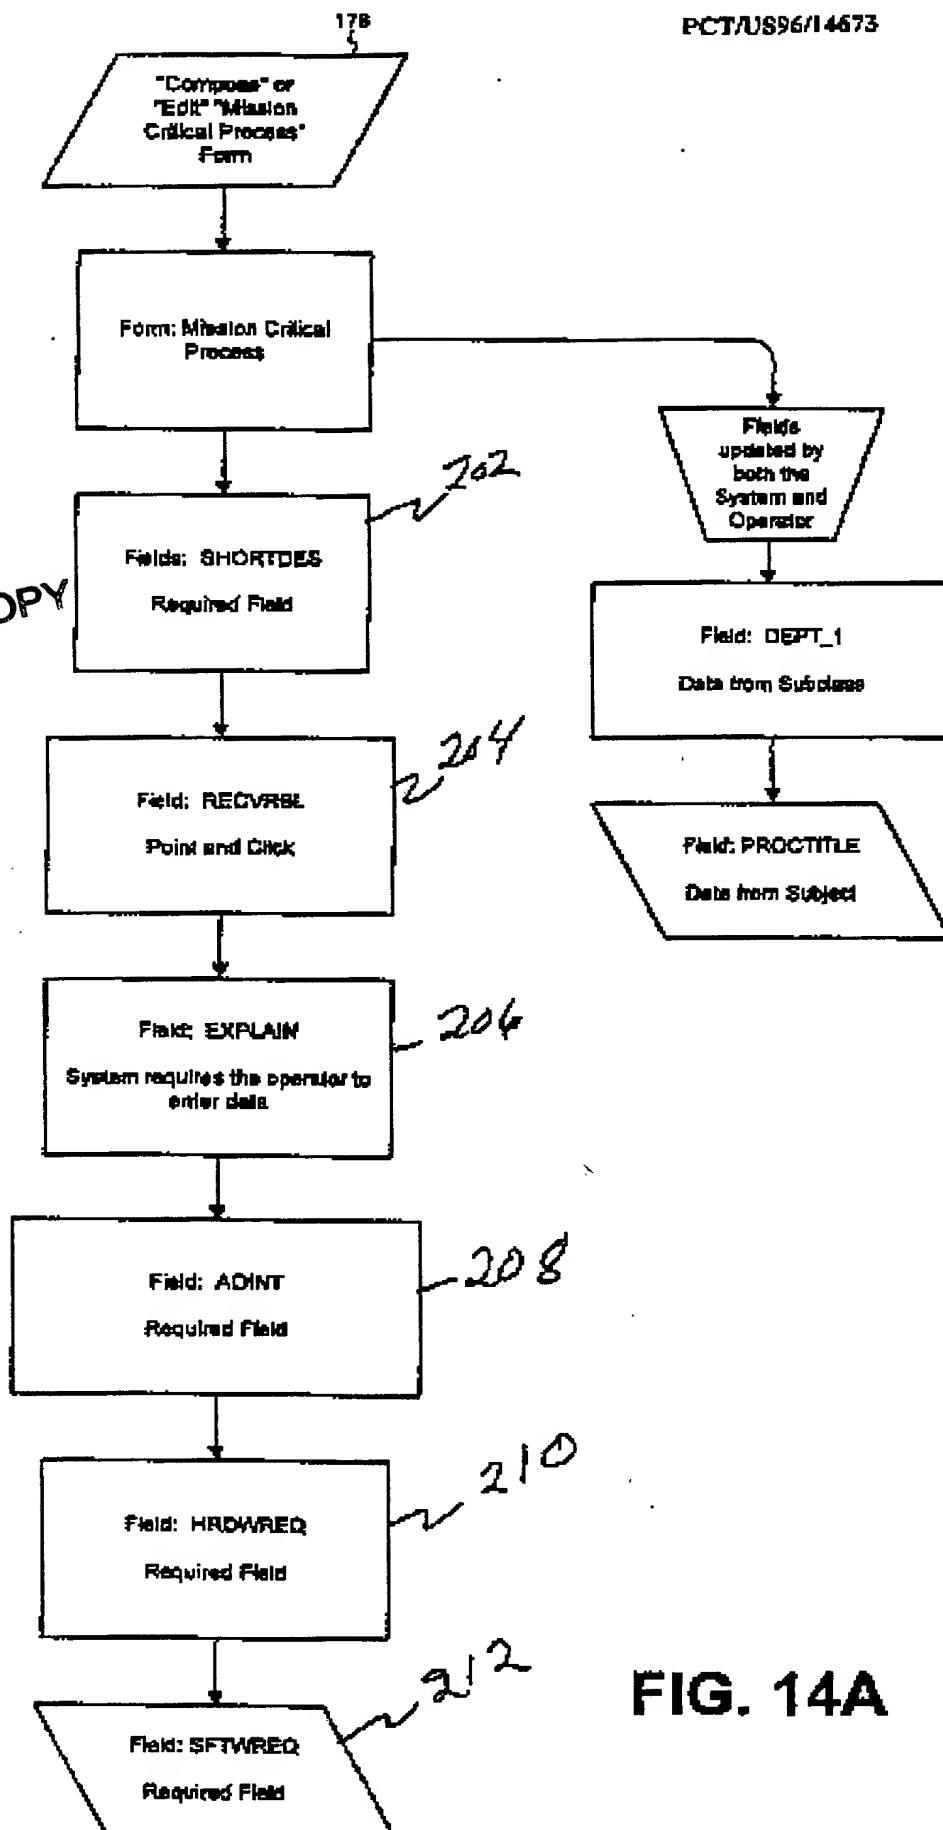 178
PCT/US96/14673
"Compose" or
"Edit" "Mission
Critical Process"
Form
Form: Mission Critical
Process
Fields
updated by
both the
System and
Operator
202
Fields: SHORTDES
Required Field
OPY
Field: DEPT_1
Data from Subclass
204
Field: RECVRBL
Point and Click
Field: PROCTITLE
Data from Subject
206
Field: EXPLAIN
System requires the operator to
enter data
208
Field: ADINT
Required Field
210
Field: HRDWREQ
Required Field
212
Field: SFTWREQ
Required Field
FIG. 14A